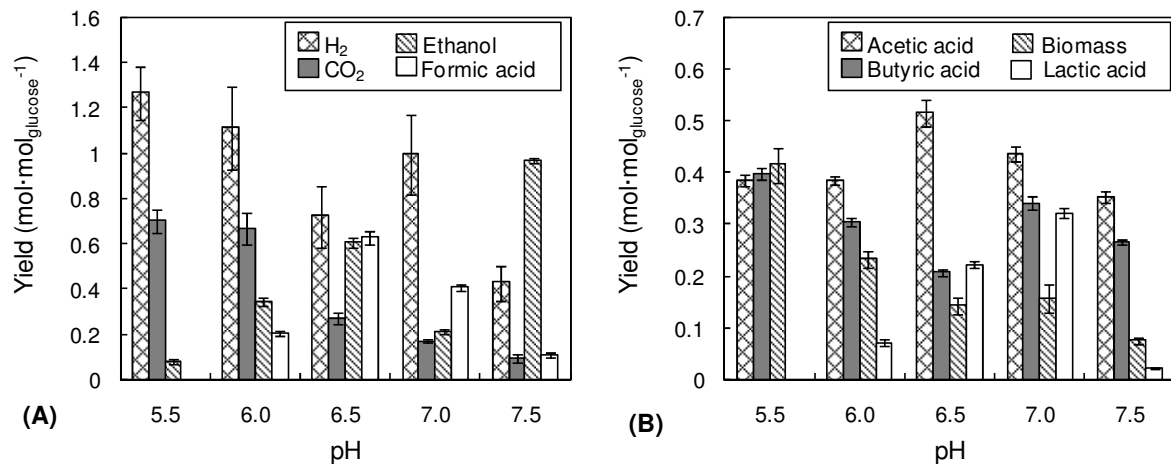 Yield (mol·mol_glucose⁻¹)
1.6
1.4
1.2
1
0.8
0.6
0.4
0.2
0
H₂
Ethanol
CO₂
Formic acid
5.5 6.0 6.5 7.0 7.5
(A)
pH
Yield (mol·mol_glucose⁻¹)
0.7
0.6
0.5
0.4
0.3
0.2
0.1
0
Acetic acid
Biomass
Butyric acid
Lactic acid
5.5 6.0 6.5 7.0 7.5
(B)
pH